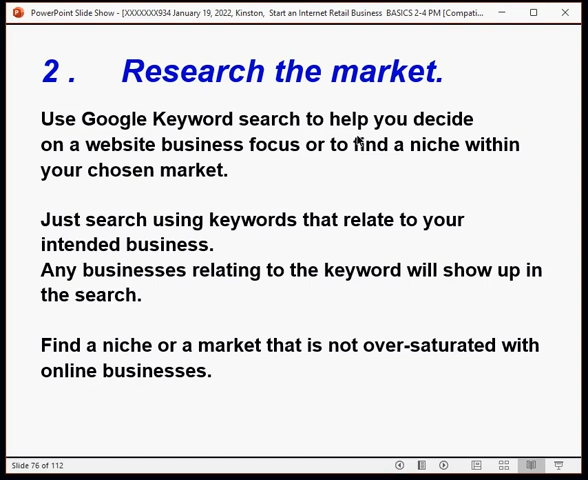 PowerPoint Slide Show - [XXXXXXX934 January 19, 2022, Kinston, Start an Internet Retail Business BASICS 2-4 PM [Compati...
2 . Research the market.
Use Google Keyword search to help you decide
on a website business focus or to find a niche within
your chosen market.
Just search using keywords that relate to your
intended business.
Any businesses relating to the keyword will show up in
the search.
Find a niche or a market that is not over-saturated with
online businesses.
Slide 76 of 112